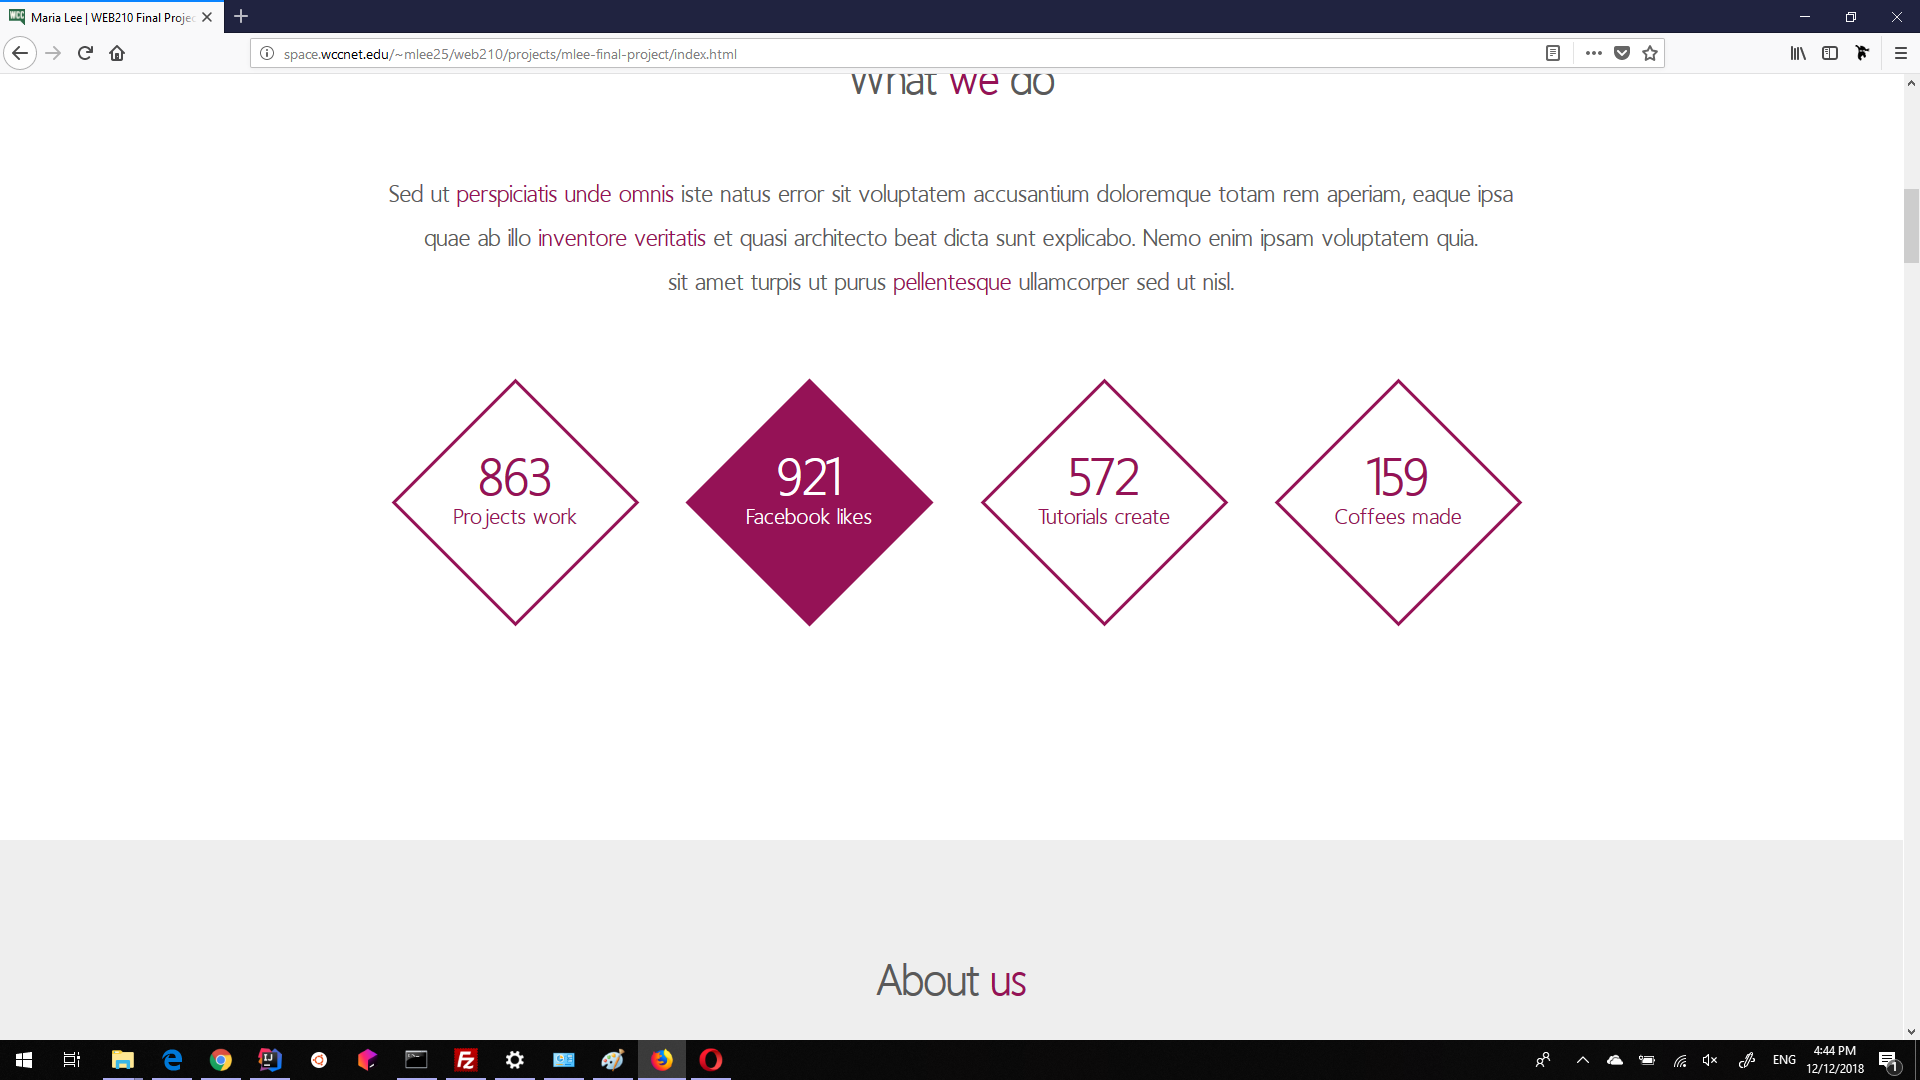 Maria Lee | WEB210 Final Projec
space.wccnet.edu/~mlee25/web210/projects/mlee-final-project/index.html
What we do
Sed ut perspiciatis unde omnis iste natus error sit voluptatem accusantium doloremque totam rem aperiam, eaque ipsa
quae ab illo inventore veritatis et quasi architecto beat dicta sunt explicabo. Nemo enim ipsam voluptatem quia.
sit amet turpis ut purus pellentesque ullamcorper sed ut nisl.
863
Projects work
921
Facebook likes
572
Tutorials create
159
Coffees made
About us
ENG
4:44 PM
12/12/2018
1